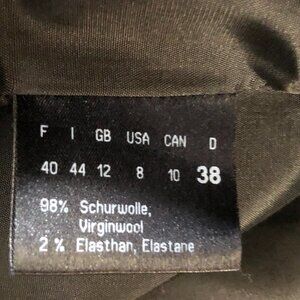 F I GB USA CAN D
40 44 12 8 10 38
98% Schurwolle,
Virginwool
2 % Elasthan, Elastane